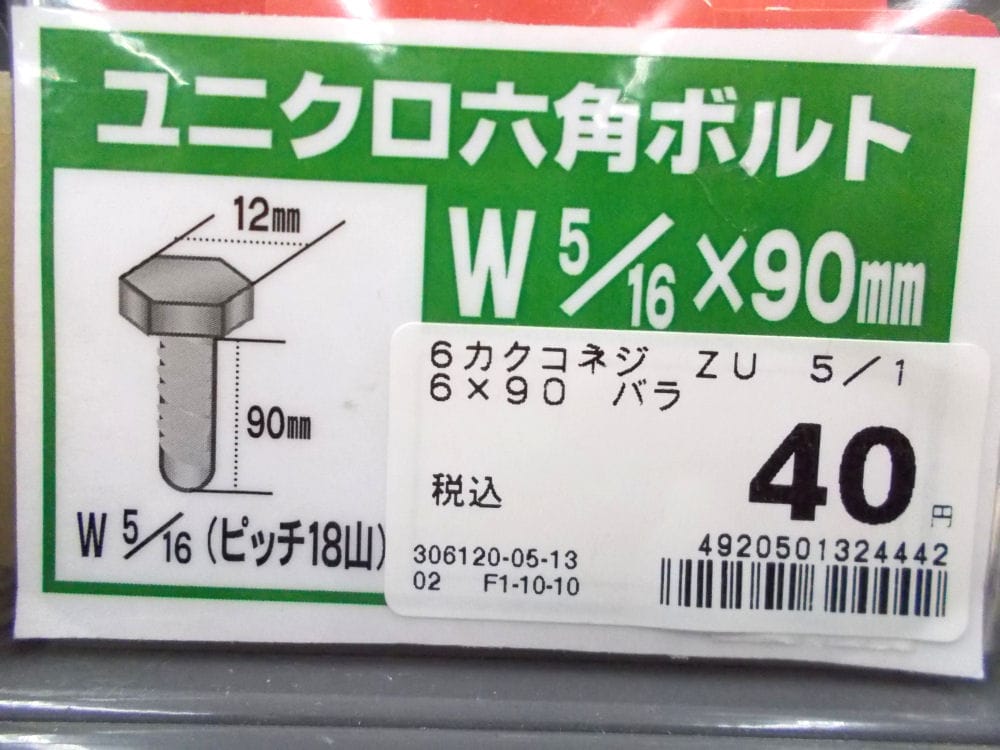 ユニクロ六角ボルト
W 5/16 ×90mm
12mm
90mm
W 5/16 (ピッチ18山)
6カクコネジ ZU 5/1
6×90 バラ
税込
40円
306120-05-13
02 F1-10-10
4920501324442